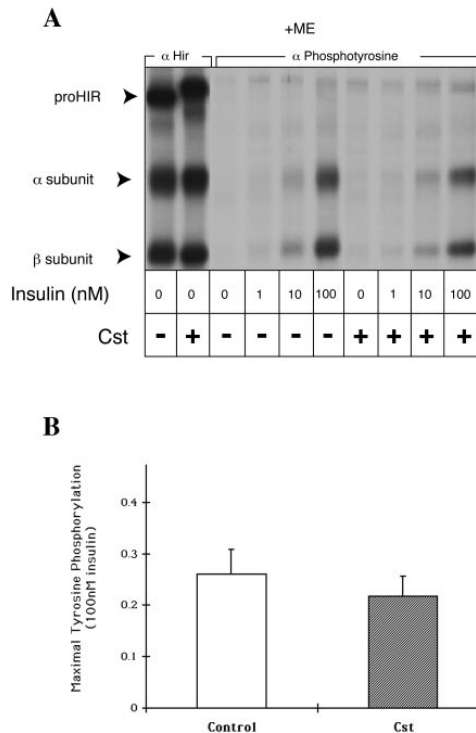 A
+ME
α Hir α Phosphotyrosine
proHIR
α subunit
β subunit
Insulin (nM) 0 0 0 1 10 100 0 1 10 100
Cst - + - - - - + + + +
B
Maximal Tyrosine Phosphorylation
(100nM insulin)
0.4
0.3
0.2
0.1
0
Control Cst